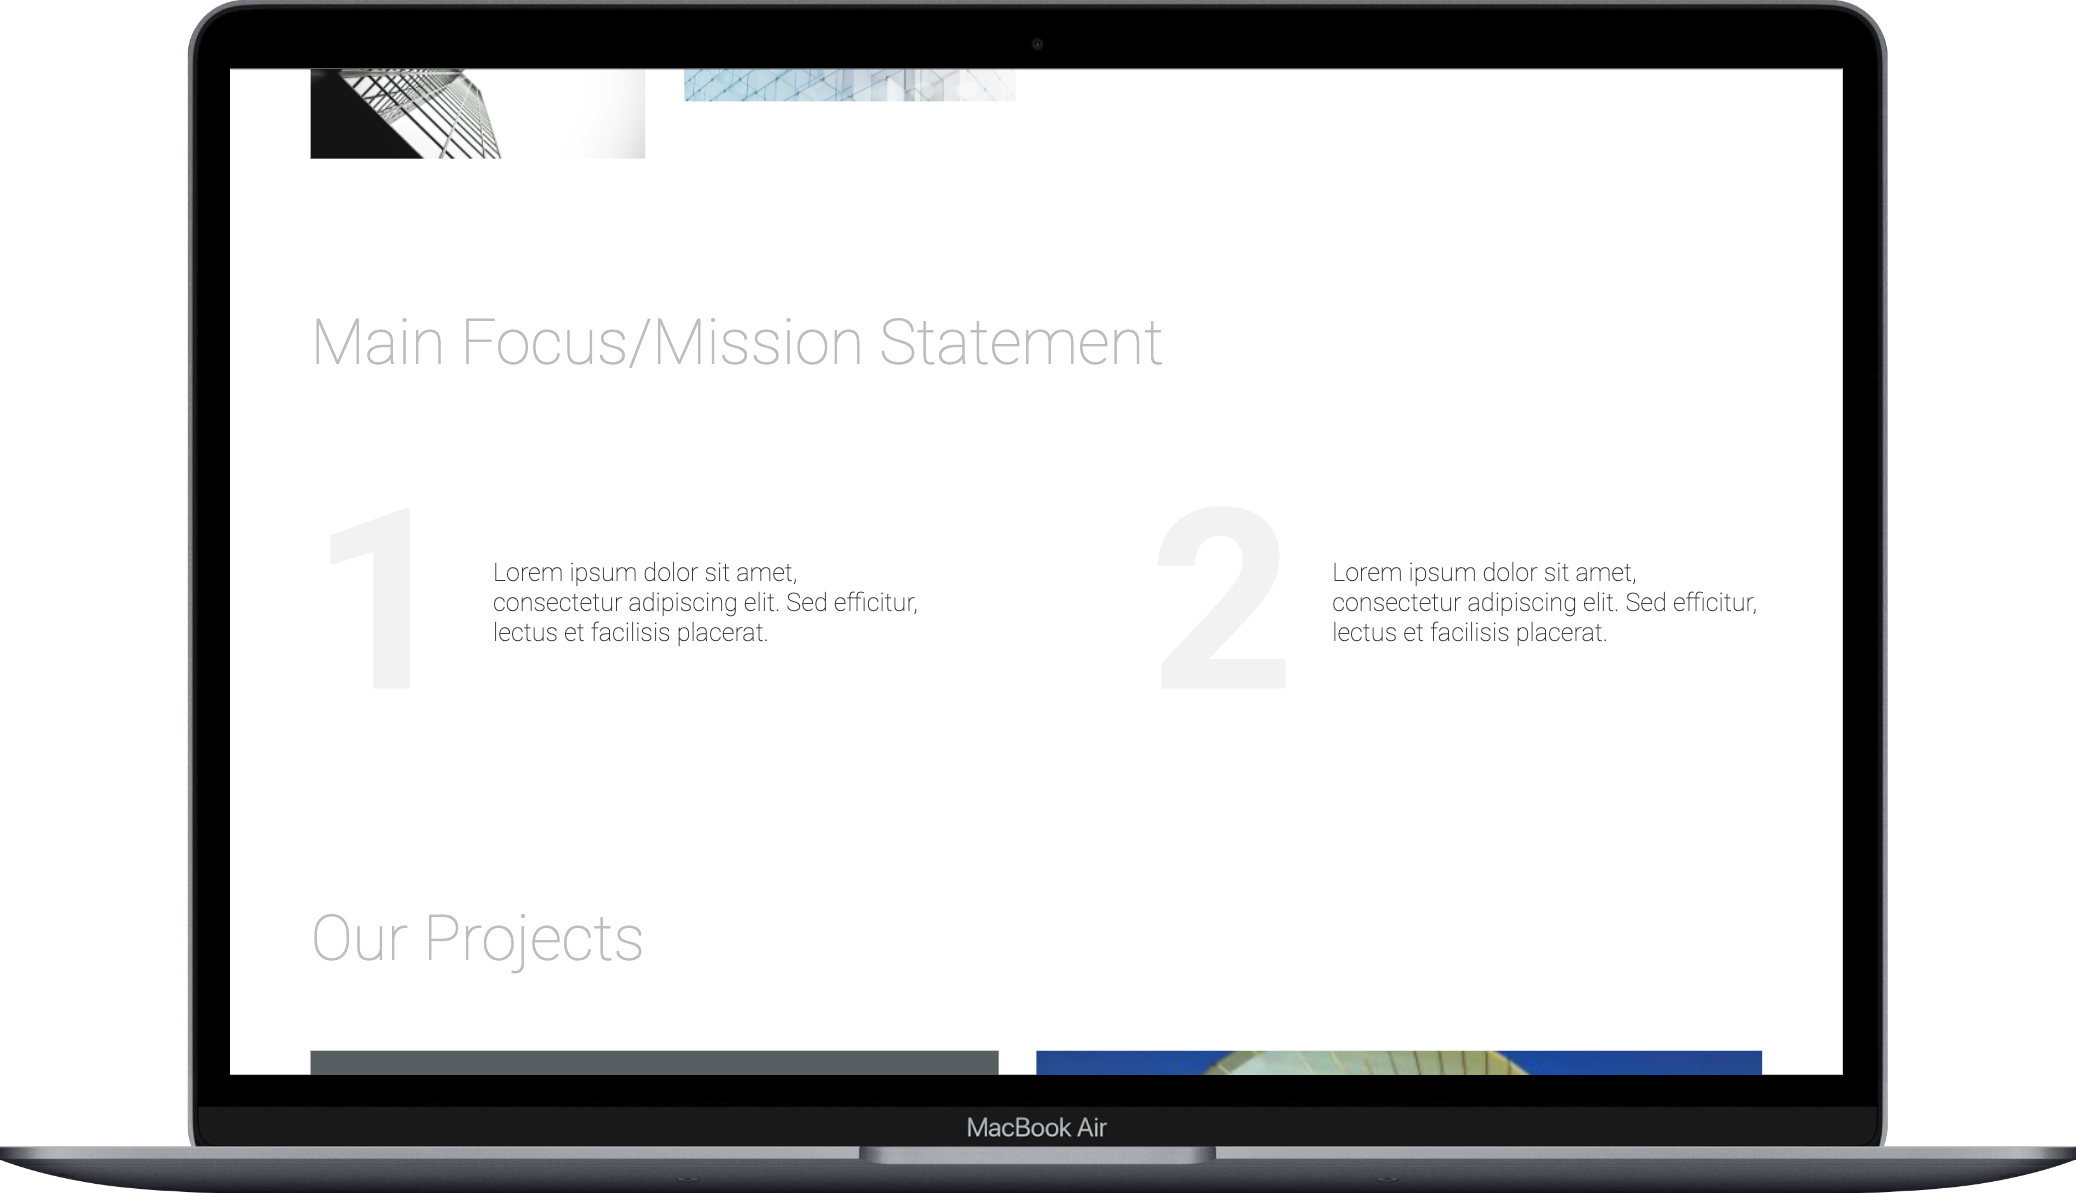 Main Focus/Mission Statement
1
Lorem ipsum dolor sit amet,
consectetur adipiscing elit. Sed efficitur,
lectus et facilisis placerat.
2
Lorem ipsum dolor sit amet,
consectetur adipiscing elit. Sed efficitur,
lectus et facilisis placerat.
Our Projects
MacBook Air